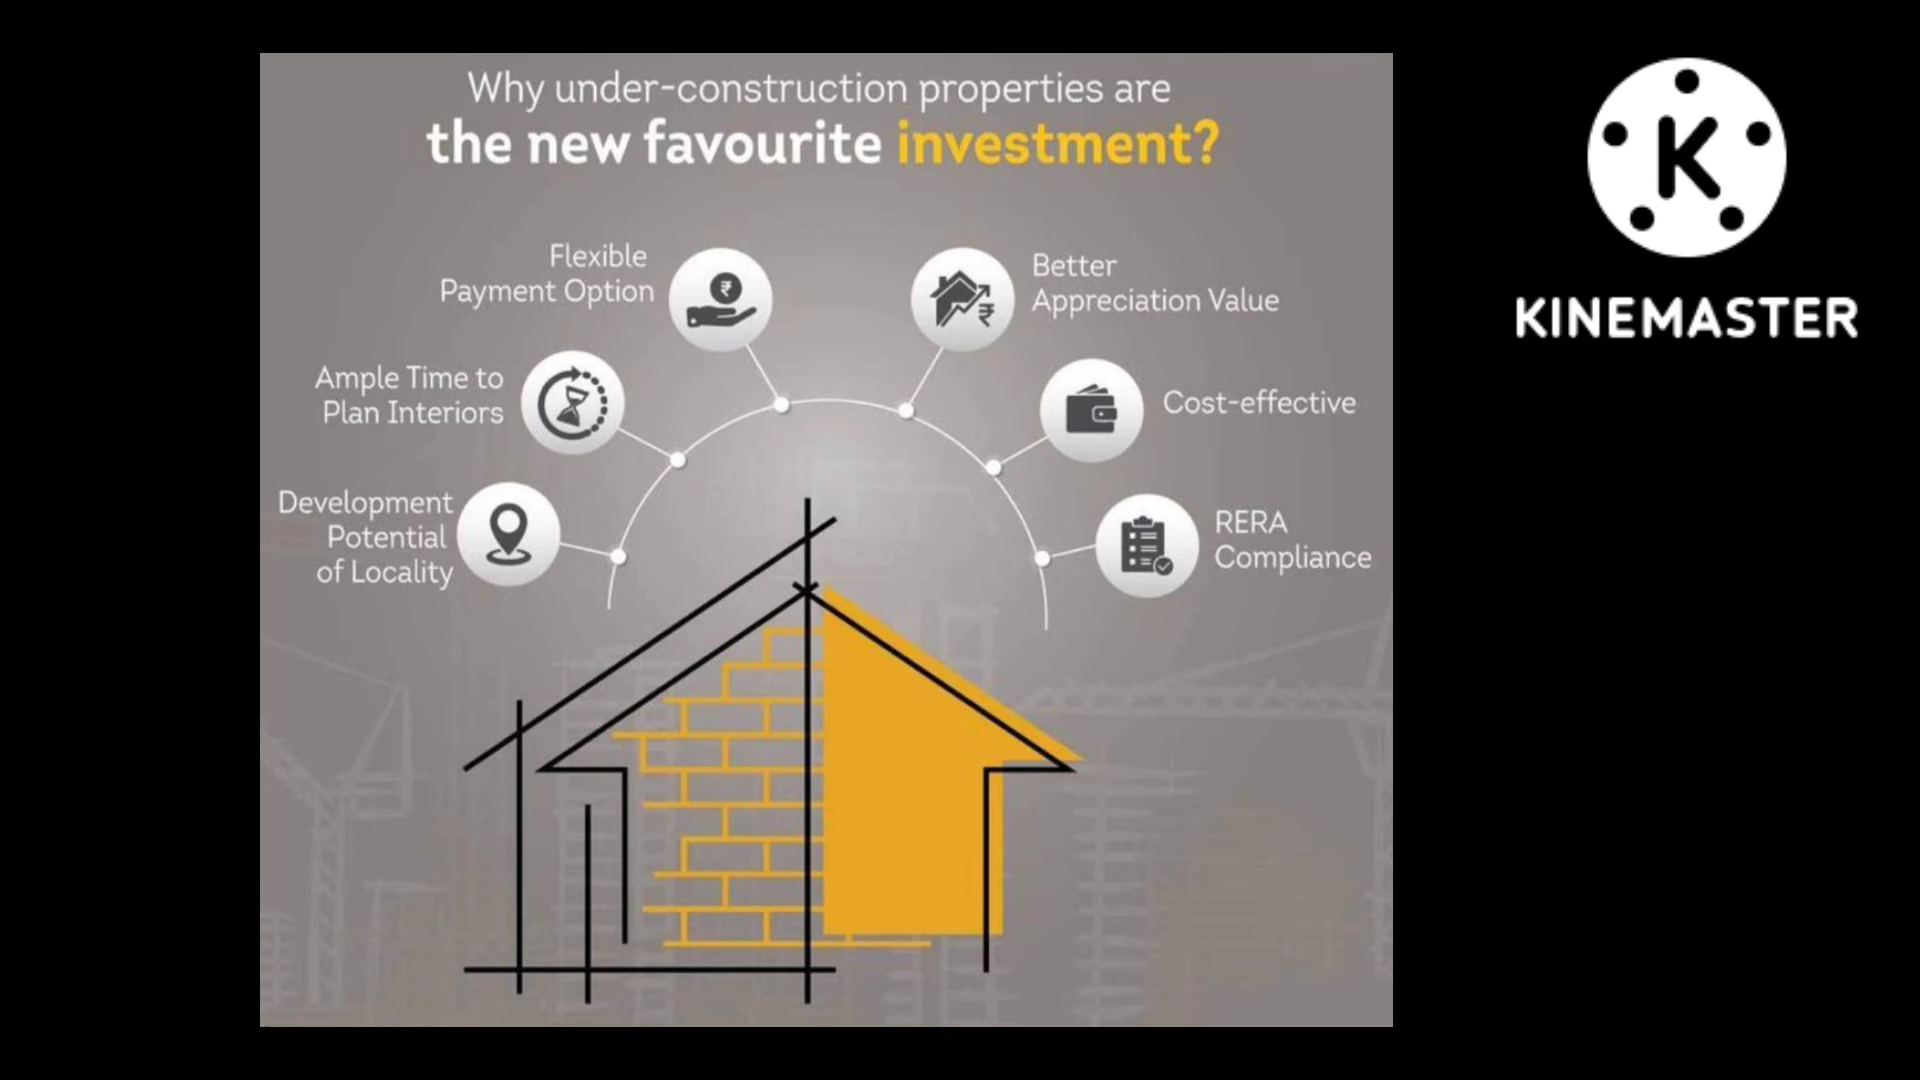 Why under-construction properties are
the new favourite investment?
Flexible
Payment Option
Better
Appreciation Value
Ample Time to
Plan Interiors
Cost-effective
Development
Potential
of Locality
RERA
Compliance
K
KINEMASTER